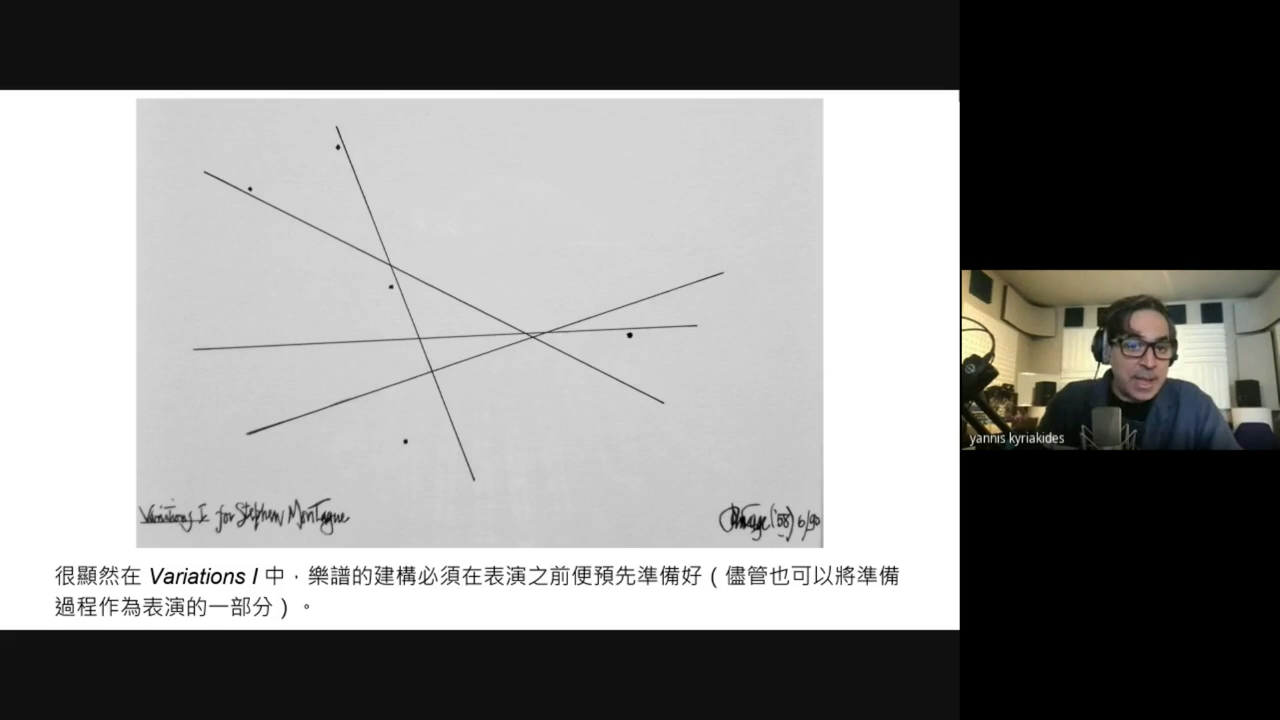 Variations I for Stephen Montague
('58) 6/90
很顯然在 Variations I 中，樂譜的建構必須在表演之前便預先準備好（儘管也可以將準備
過程作為表演的一部分）。
yannis kyriakides